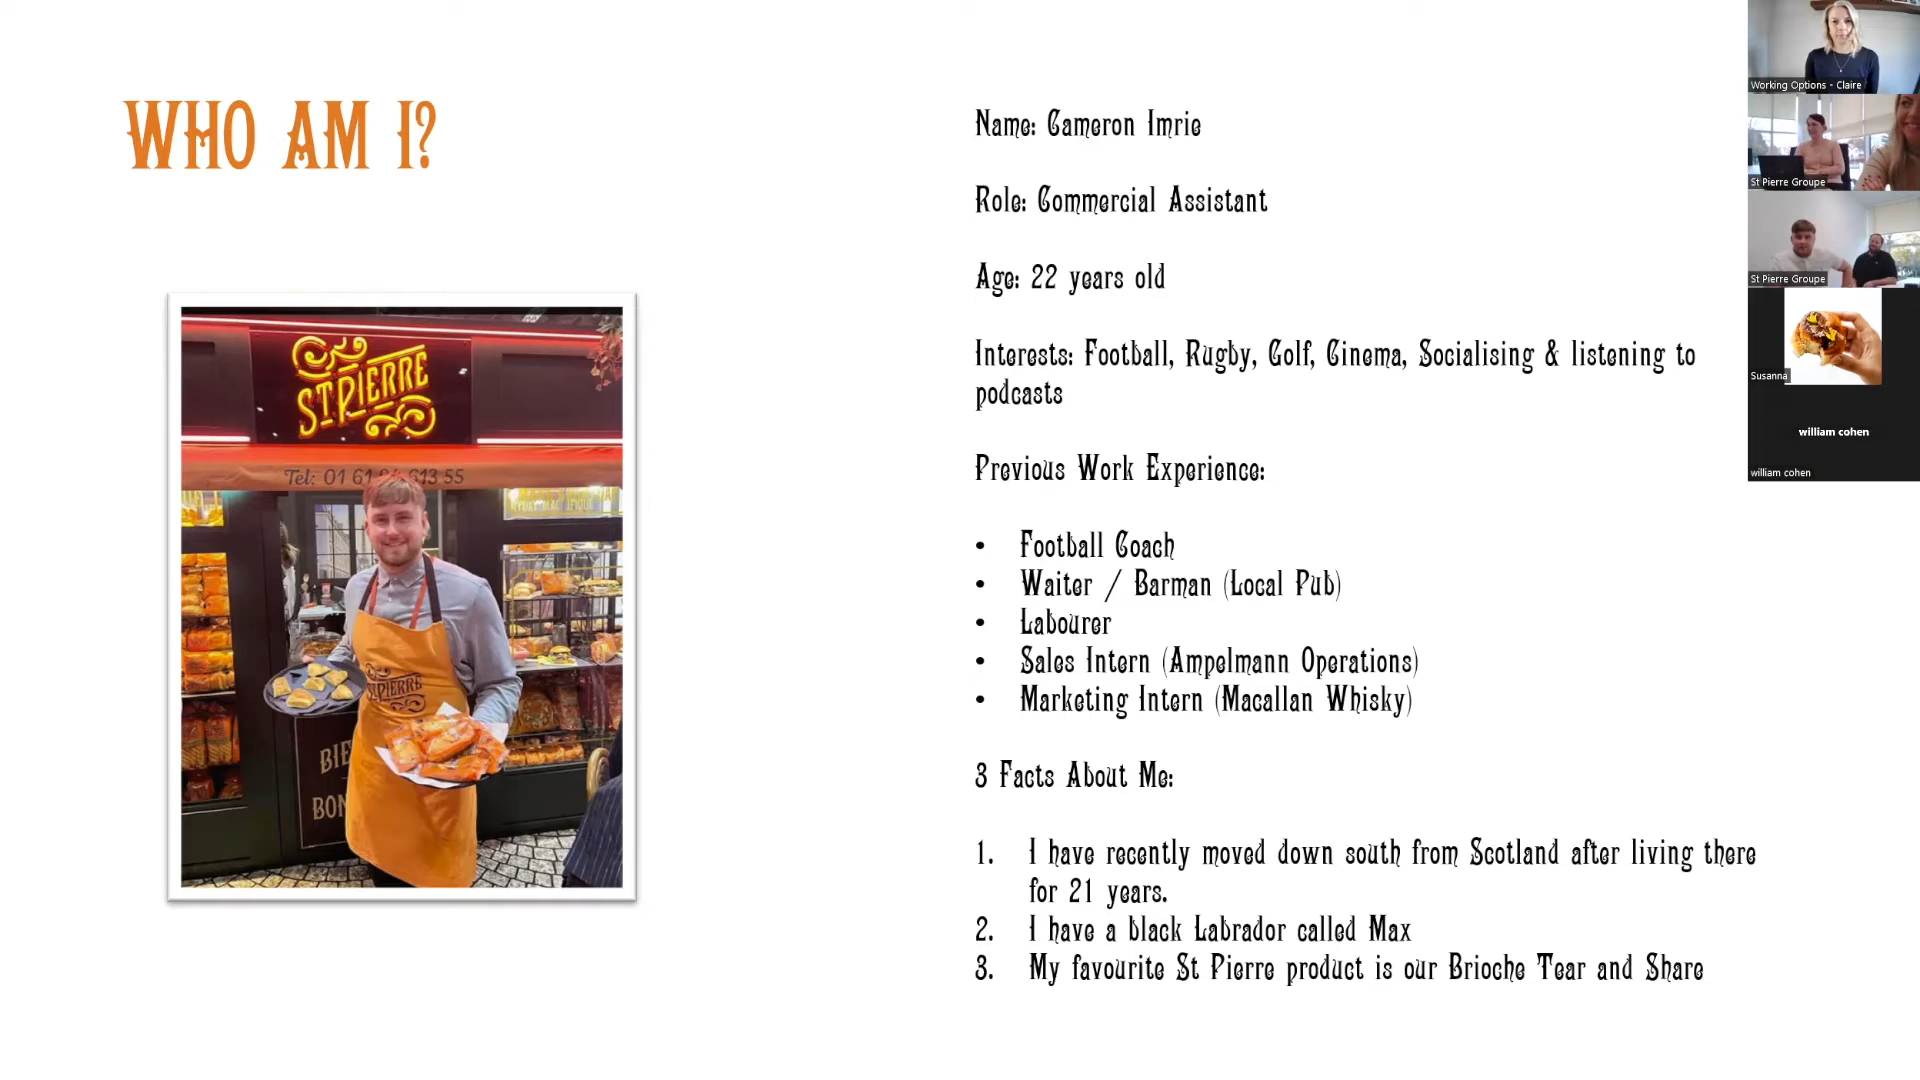 WHO AM I?
ST PIERRE
Tel: 01 61
613 55
ST PIERRE
BON
Name: Cameron Imrie
Role: Commercial Assistant
Age: 22 years old
Interests: Football, Rugby, Golf, Cinema, Socialising & listening to
podcasts
Previous Work Experience:
• Football Coach
• Waiter / Barman (Local Pub)
• Labourer
• Sales Intern (Ampelmann Operations)
• Marketing Intern (Macallan Whisky)
3 Facts About Me:
1. I have recently moved down south from Scotland after living there
for 21 years.
2. I have a black Labrador called Max
3. My favourite St Pierre product is our Brioche Tear and Share
Working Options - Claire
St Pierre Groupe
St Pierre Groupe
Susanna
william cohen
william cohen